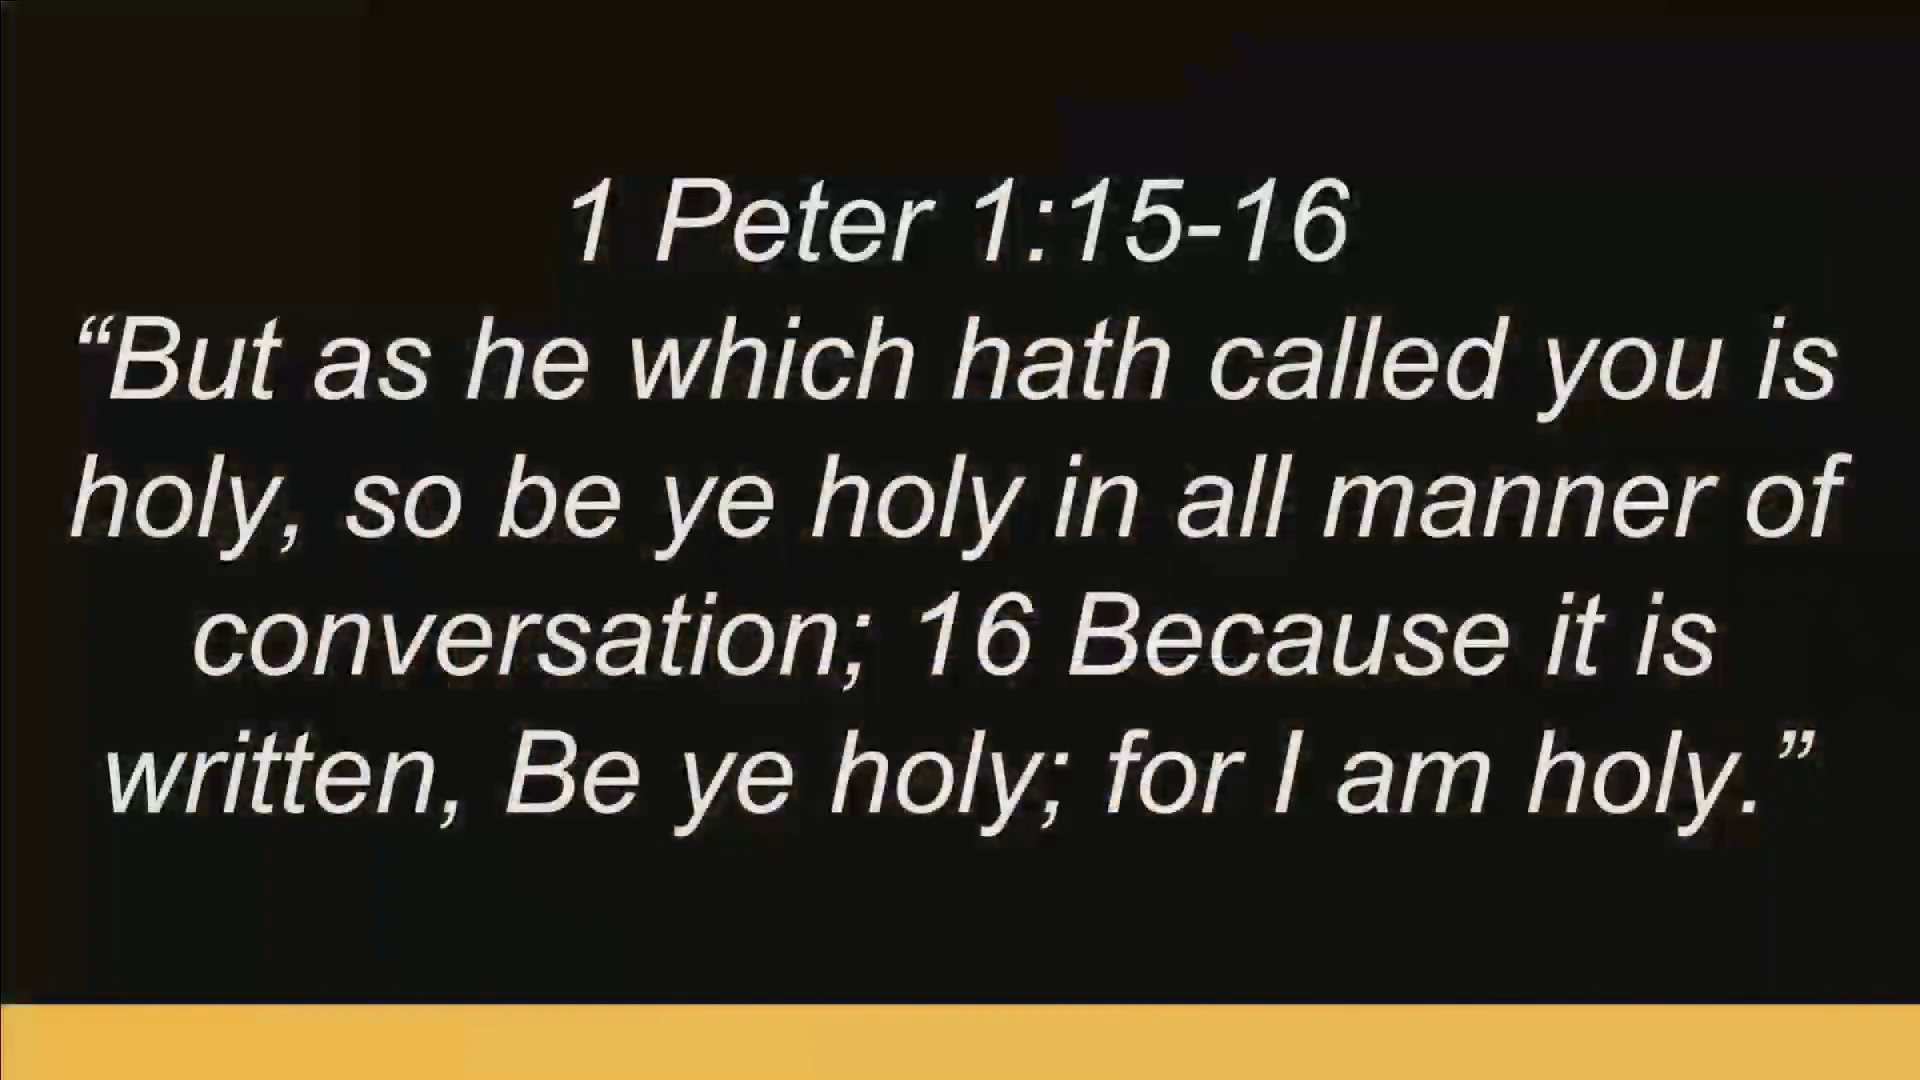 1 Peter 1:15-16
“But as he which hath called you is
holy, so be ye holy in all manner of
conversation; 16 Because it is
written, Be ye holy; for I am holy.”